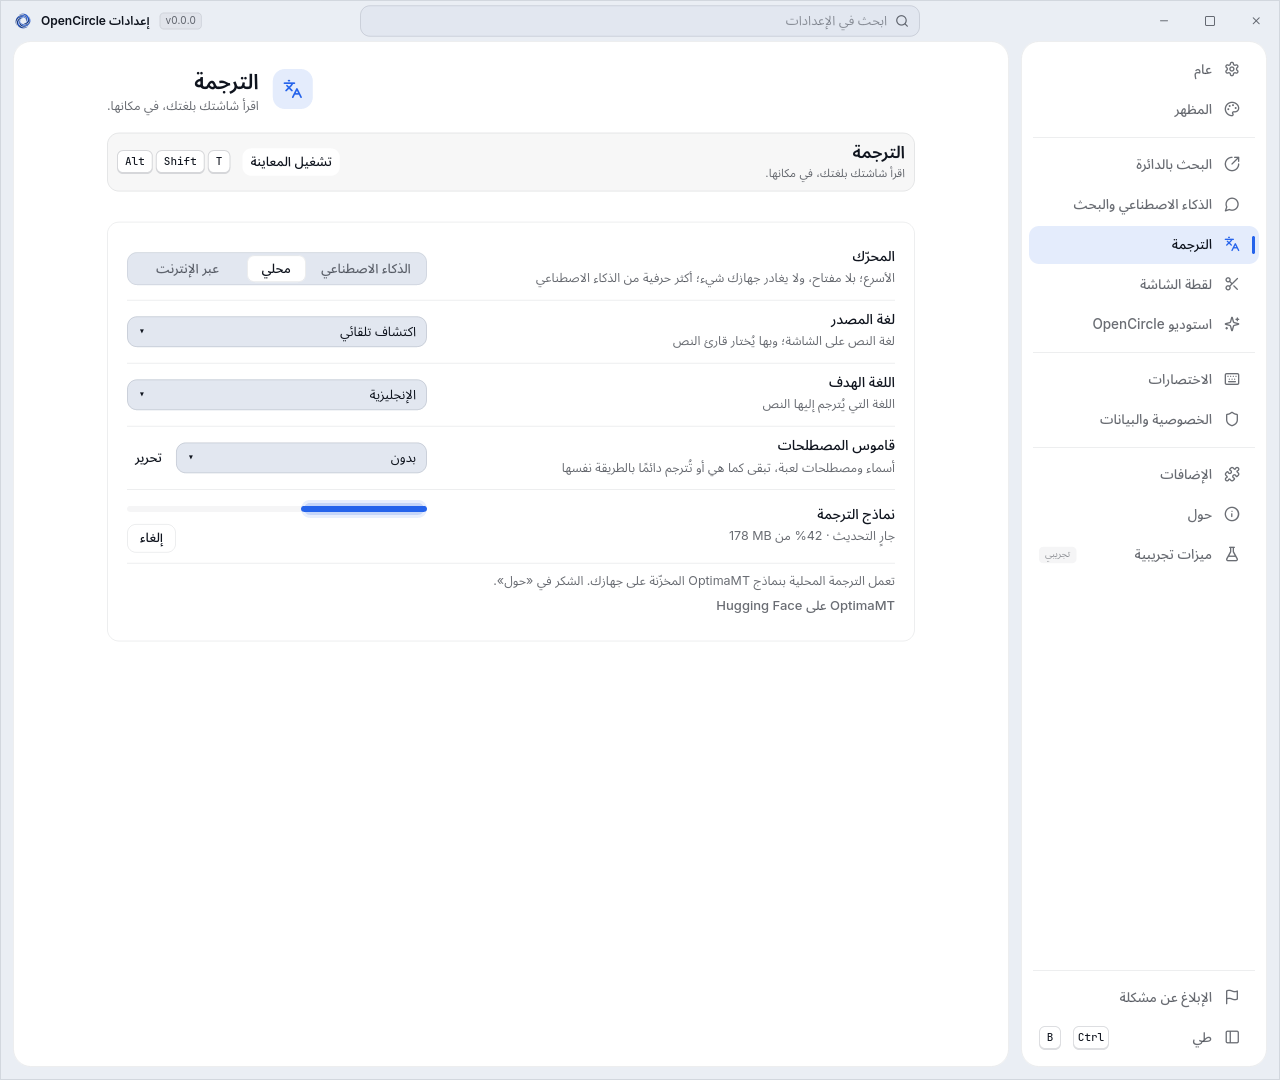 إعدادات OpenCircle
v0.0.0
ابحث في الإعدادات
عام
المظهر
البحث بالدائرة
الذكاء الاصطناعي والبحث
الترجمة
لقطة الشاشة
استوديو OpenCircle
الاختصارات
الخصوصية والبيانات
الإضافات
حول
ميزات تجريبية
تجريبي
الإبلاغ عن مشكلة
طي
Ctrl B
الترجمة
اقرأ شاشتك بلغتك، في مكانها.
الترجمة
اقرأ شاشتك بلغتك، في مكانها.
تشغيل المعاينة
Alt Shift T
المحرّك
الأسرع؛ بلا مفتاح، ولا يغادر جهازك شيء؛ أكثر حرفية من الذكاء الاصطناعي
الذكاء الاصطناعي
محلي
عبر الإنترنت
لغة المصدر
لغة النص على الشاشة؛ وبها يُختار قارئ النص
اكتشاف تلقائي
اللغة الهدف
اللغة التي يُترجم إليها النص
الإنجليزية
قاموس المصطلحات
أسماء ومصطلحات لعبة، تبقى كما هي أو تُترجم دائمًا بالطريقة نفسها
بدون
تحرير
نماذج الترجمة
جارٍ التحديث · 42% من 178 MB
إلغاء
تعمل الترجمة المحلية بنماذج OptimaMT المخزّنة على جهازك. الشكر في «حول».
OptimaMT على Hugging Face